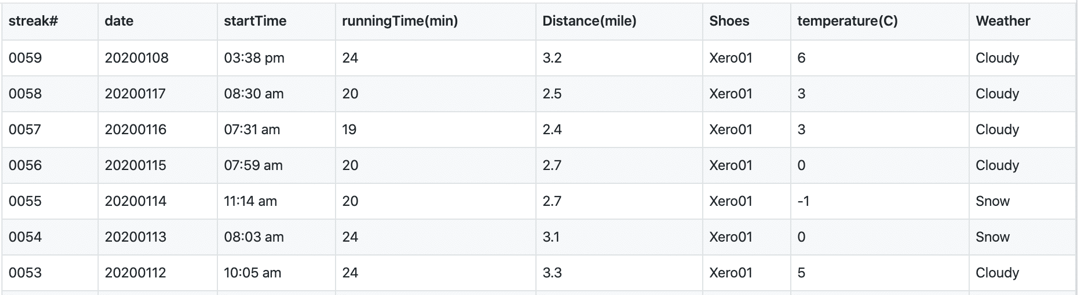 streak# date startTime runningTime(min) Distance(mile) Shoes temperature(C) Weather
0059 20200108 03:38 pm 24 3.2 Xero01 6 Cloudy
0058 20200117 08:30 am 20 2.5 Xero01 3 Cloudy
0057 20200116 07:31 am 19 2.4 Xero01 3 Cloudy
0056 20200115 07:59 am 20 2.7 Xero01 0 Cloudy
0055 20200114 11:14 am 20 2.7 Xero01 -1 Snow
0054 20200113 08:03 am 24 3.1 Xero01 0 Snow
0053 20200112 10:05 am 24 3.3 Xero01 5 Cloudy